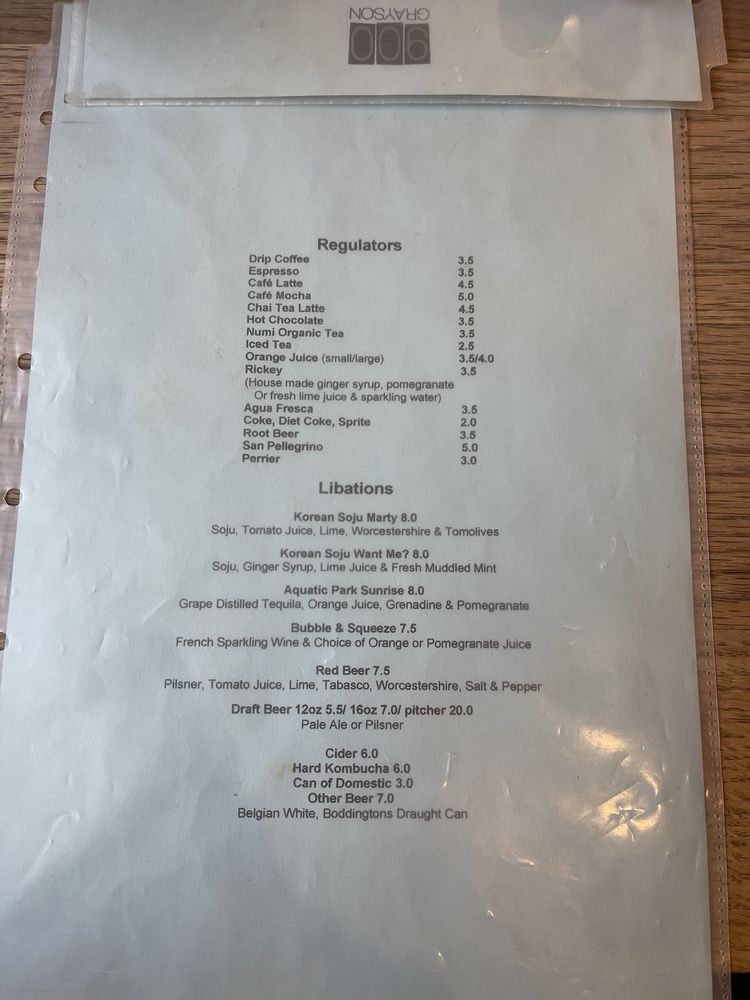 900
GRAYSON
Regulators
Drip Coffee 3.5
Espresso 3.5
Café Latte 4.5
Café Mocha 5.0
Chai Tea Latte 4.5
Hot Chocolate 3.5
Numi Organic Tea 3.5
Iced Tea 2.5
Orange Juice (small/large) 3.5/4.0
Rickey 3.5
(House made ginger syrup, pomegranate
Or fresh lime juice & sparkling water)
Agua Fresca 3.5
Coke, Diet Coke, Sprite 2.0
Root Beer 3.5
San Pellegrino 5.0
Perrier 3.0
Libations
Korean Soju Marty 8.0
Soju, Tomato Juice, Lime, Worcestershire & Tomolives
Korean Soju Want Me? 8.0
Soju, Ginger Syrup, Lime Juice & Fresh Muddled Mint
Aquatic Park Sunrise 8.0
Grape Distilled Tequila, Orange Juice, Grenadine & Pomegranate
Bubble & Squeeze 7.5
French Sparkling Wine & Choice of Orange or Pomegranate Juice
Red Beer 7.5
Pilsner, Tomato Juice, Lime, Tabasco, Worcestershire, Salt & Pepper
Draft Beer 12oz 5.5/ 16oz 7.0/ pitcher 20.0
Pale Ale or Pilsner
Cider 6.0
Hard Kombucha 6.0
Can of Domestic 3.0
Other Beer 7.0
Belgian White, Boddingtons Draught Can